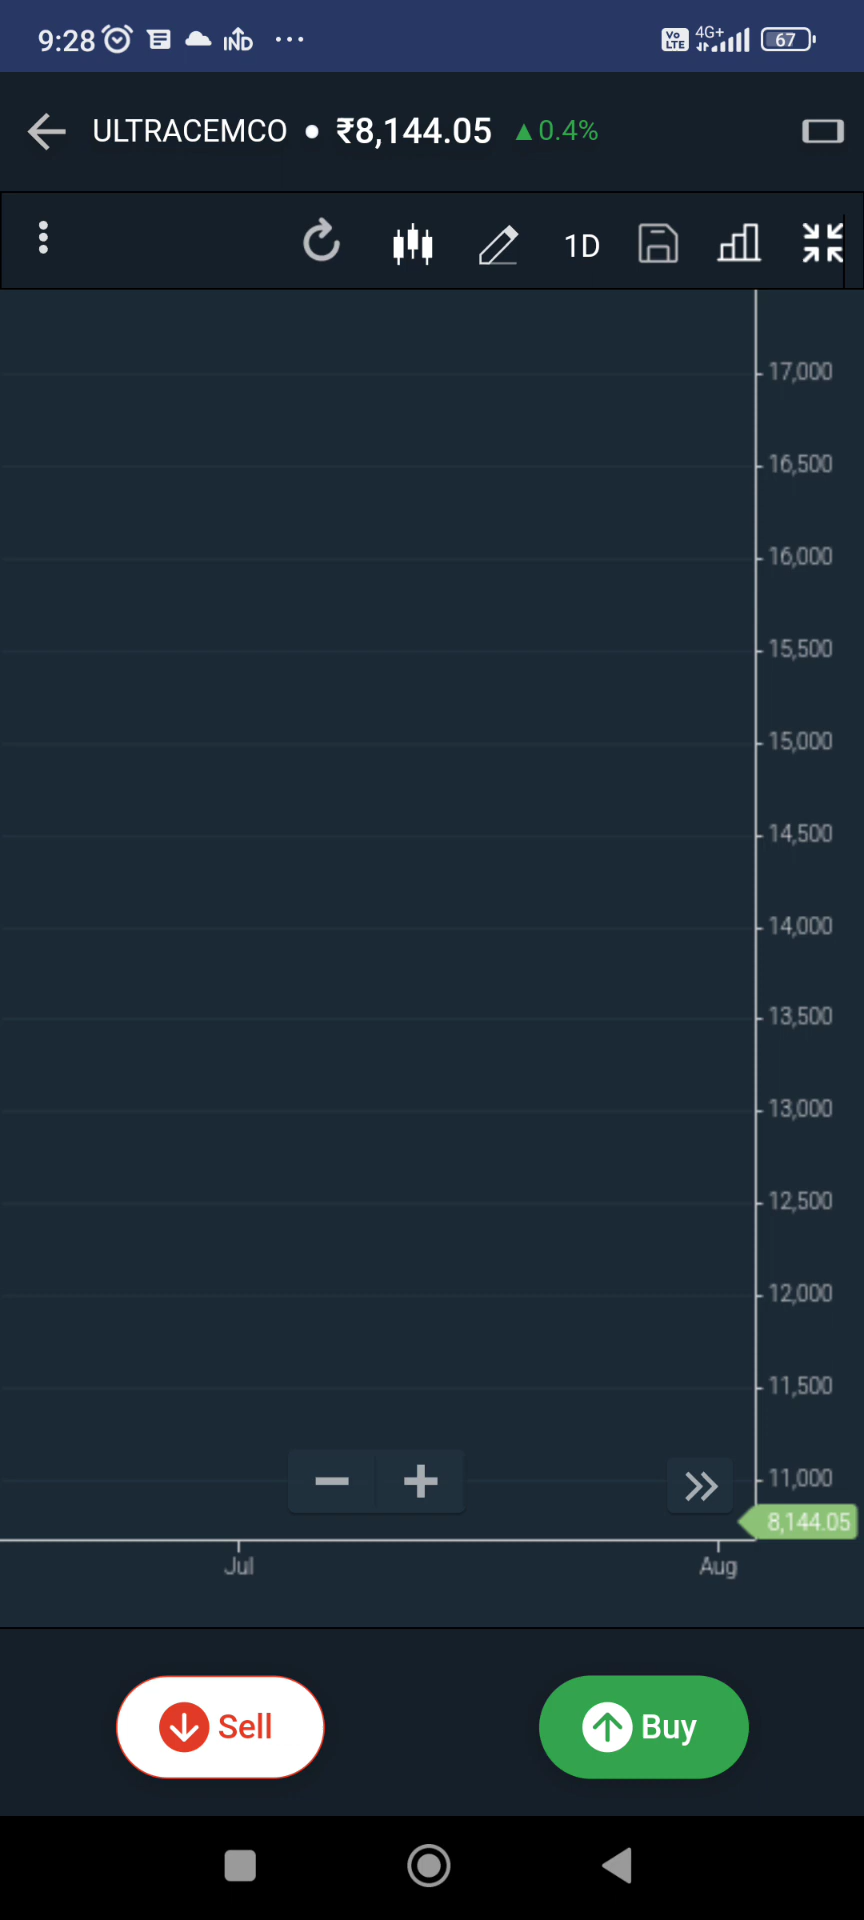 9:28 IND ... Vo LTE 4G+ 67
ULTRACEMCO • ₹8,144.05 ▲0.4%
1D
17,000
16,500
16,000
15,500
15,000
14,500
14,000
13,500
13,000
12,500
12,000
11,500
11,000
8,144.05
Jul Aug
Sell Buy